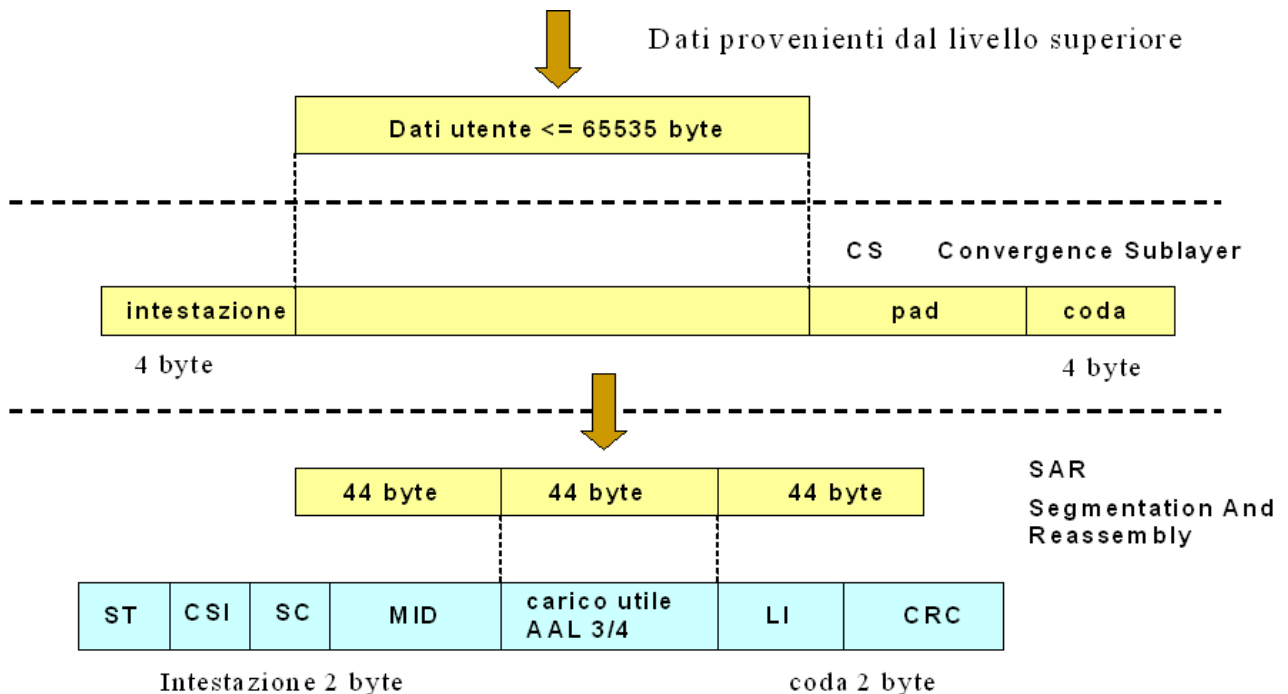 Dati provenienti dal livello superiore
Dati utente <= 65535 byte
CS Convergence Sublayer
intestazione pad coda
4 byte 4 byte
44 byte 44 byte 44 byte
SAR
Segmentation And
Reassembly
ST CSI SC MID carico utile
AAL 3/4 LI CRC
Intestazione 2 byte coda 2 byte